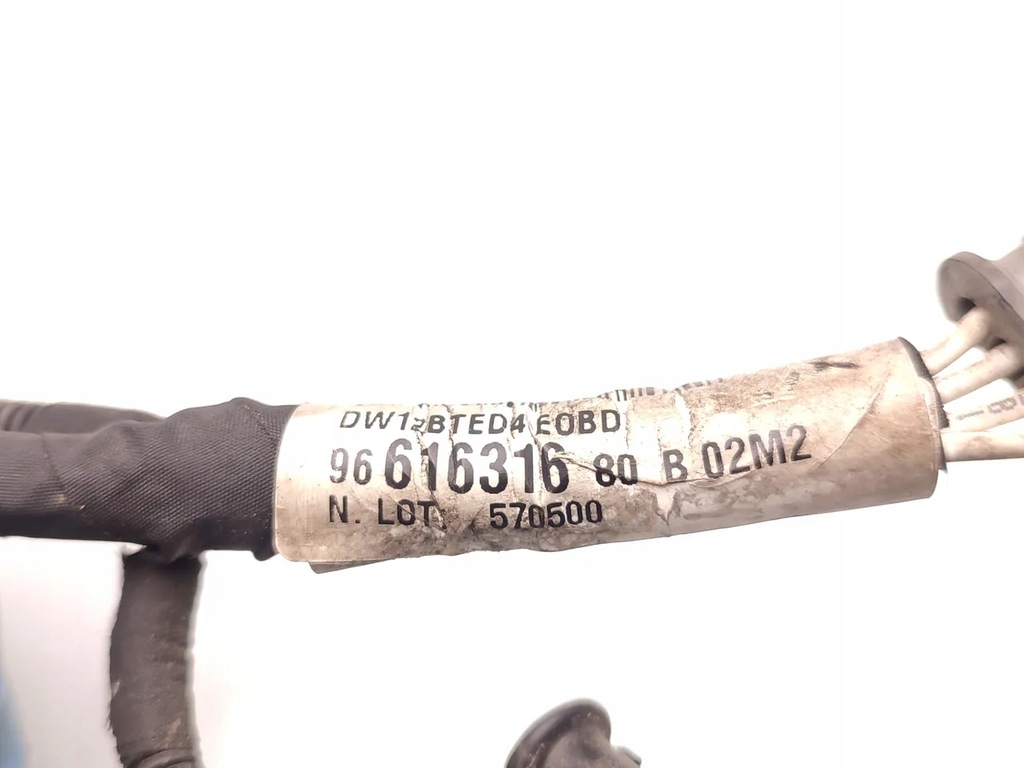 DW12BTED4 EOBD
96 616316 80 B 02M2
N. LOT. 570500